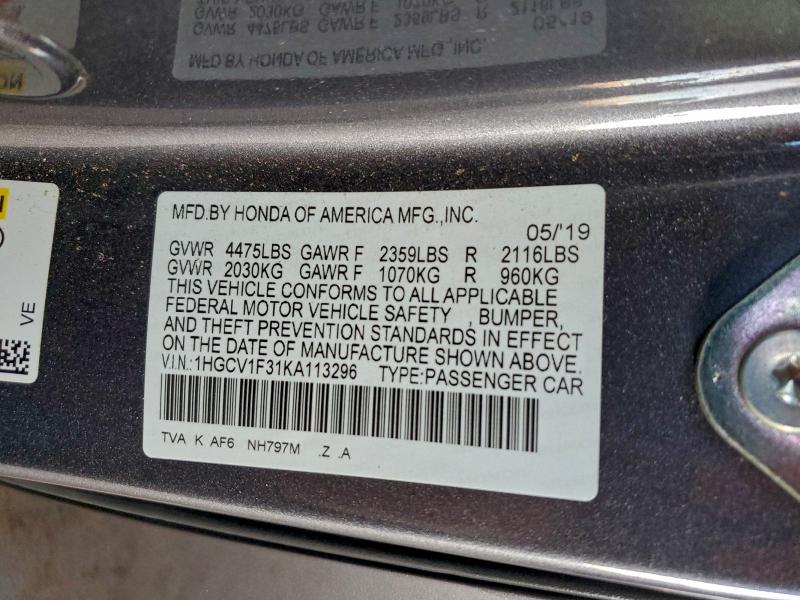 MFD.BY HONDA OF AMERICA MFG.,INC.
05/'19
GVWR 4475LBS GAWR F 2359LBS R 2116LBS
GVWR 2030KG GAWR F 1070KG R 960KG
THIS VEHICLE CONFORMS TO ALL APPLICABLE
FEDERAL MOTOR VEHICLE SAFETY , BUMPER,
AND THEFT PREVENTION STANDARDS IN EFFECT
ON THE DATE OF MANUFACTURE SHOWN ABOVE.
V.I.N.:1HGCV1F31KA113296 TYPE:PASSENGER CAR
TVA K AF6 NH797M .Z .A
VE